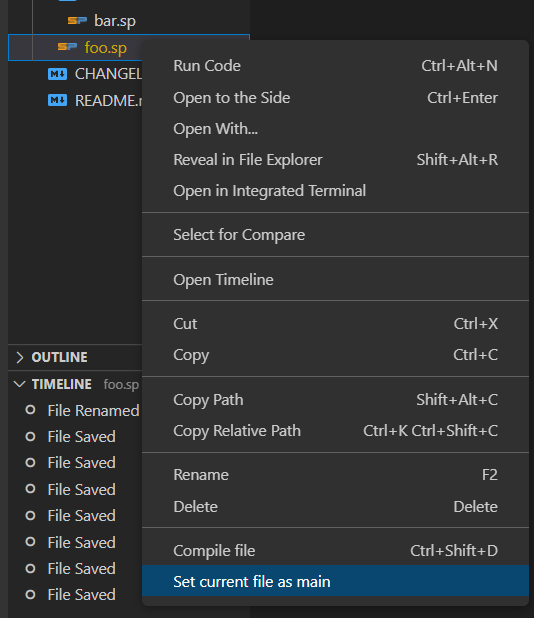 bar.sp
foo.sp
CHANGEL
README.
Run Code Ctrl+Alt+N
Open to the Side Ctrl+Enter
Open With...
Reveal in File Explorer Shift+Alt+R
Open in Integrated Terminal
Select for Compare
Open Timeline
Cut Ctrl+X
Copy Ctrl+C
Copy Path Shift+Alt+C
Copy Relative Path Ctrl+K Ctrl+Shift+C
Rename F2
Delete Delete
Compile file Ctrl+Shift+D
Set current file as main
OUTLINE
TIMELINE foo.sp
File Renamed
File Saved
File Saved
File Saved
File Saved
File Saved
File Saved
File Saved